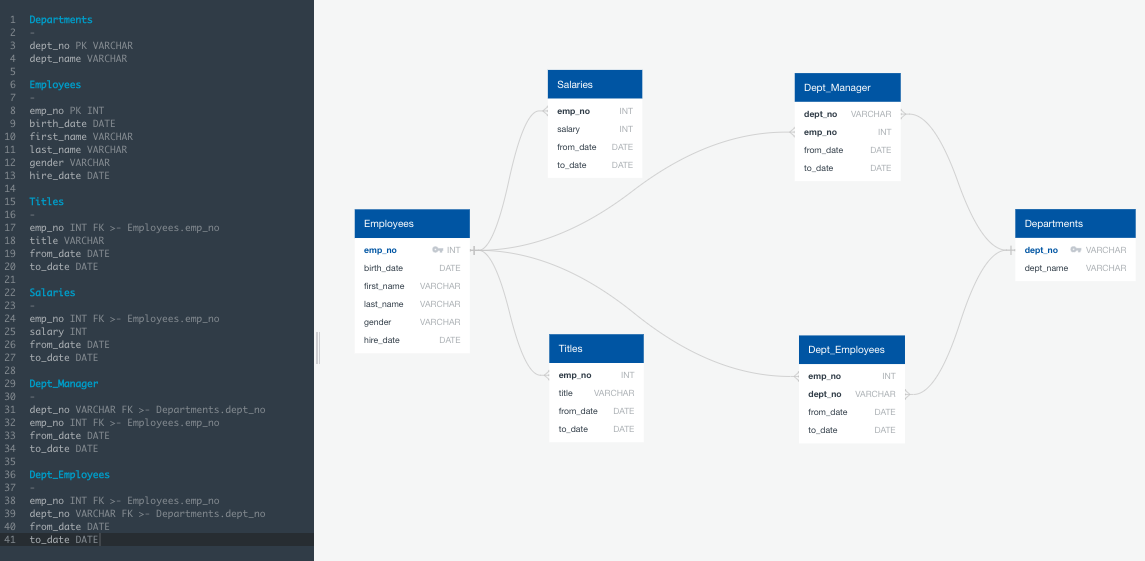 1 Departments
2 -
3 dept_no PK VARCHAR
4 dept_name VARCHAR
5
6 Employees
7 -
8 emp_no PK INT
9 birth_date DATE
10 first_name VARCHAR
11 last_name VARCHAR
12 gender VARCHAR
13 hire_date DATE
14
15 Titles
16 -
17 emp_no INT FK >- Employees.emp_no
18 title VARCHAR
19 from_date DATE
20 to_date DATE
21
22 Salaries
23 -
24 emp_no INT FK >- Employees.emp_no
25 salary INT
26 from_date DATE
27 to_date DATE
28
29 Dept_Manager
30 -
31 dept_no VARCHAR FK >- Departments.dept_no
32 emp_no INT FK >- Employees.emp_no
33 from_date DATE
34 to_date DATE
35
36 Dept_Employees
37 -
38 emp_no INT FK >- Employees.emp_no
39 dept_no VARCHAR FK >- Departments.dept_no
40 from_date DATE
41 to_date DATE
Employees
emp_no INT
birth_date DATE
first_name VARCHAR
last_name VARCHAR
gender VARCHAR
hire_date DATE
Salaries
emp_no INT
salary INT
from_date DATE
to_date DATE
Titles
emp_no INT
title VARCHAR
from_date DATE
to_date DATE
Dept_Manager
dept_no VARCHAR
emp_no INT
from_date DATE
to_date DATE
Dept_Employees
emp_no INT
dept_no VARCHAR
from_date DATE
to_date DATE
Departments
dept_no VARCHAR
dept_name VARCHAR